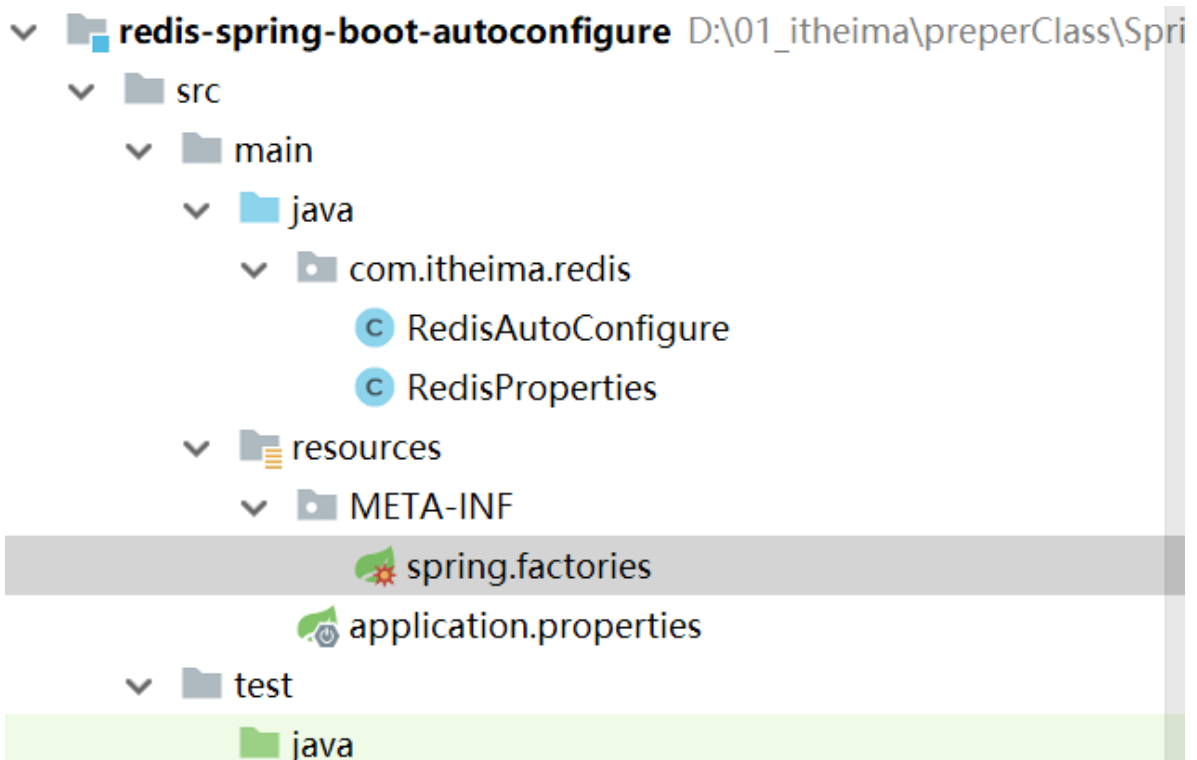 redis-spring-boot-autoconfigure D:\01_itheima\preperClass\Spri
src
main
java
com.itheima.redis
C RedisAutoConfigure
C RedisProperties
resources
META-INF
spring.factories
application.properties
test
java